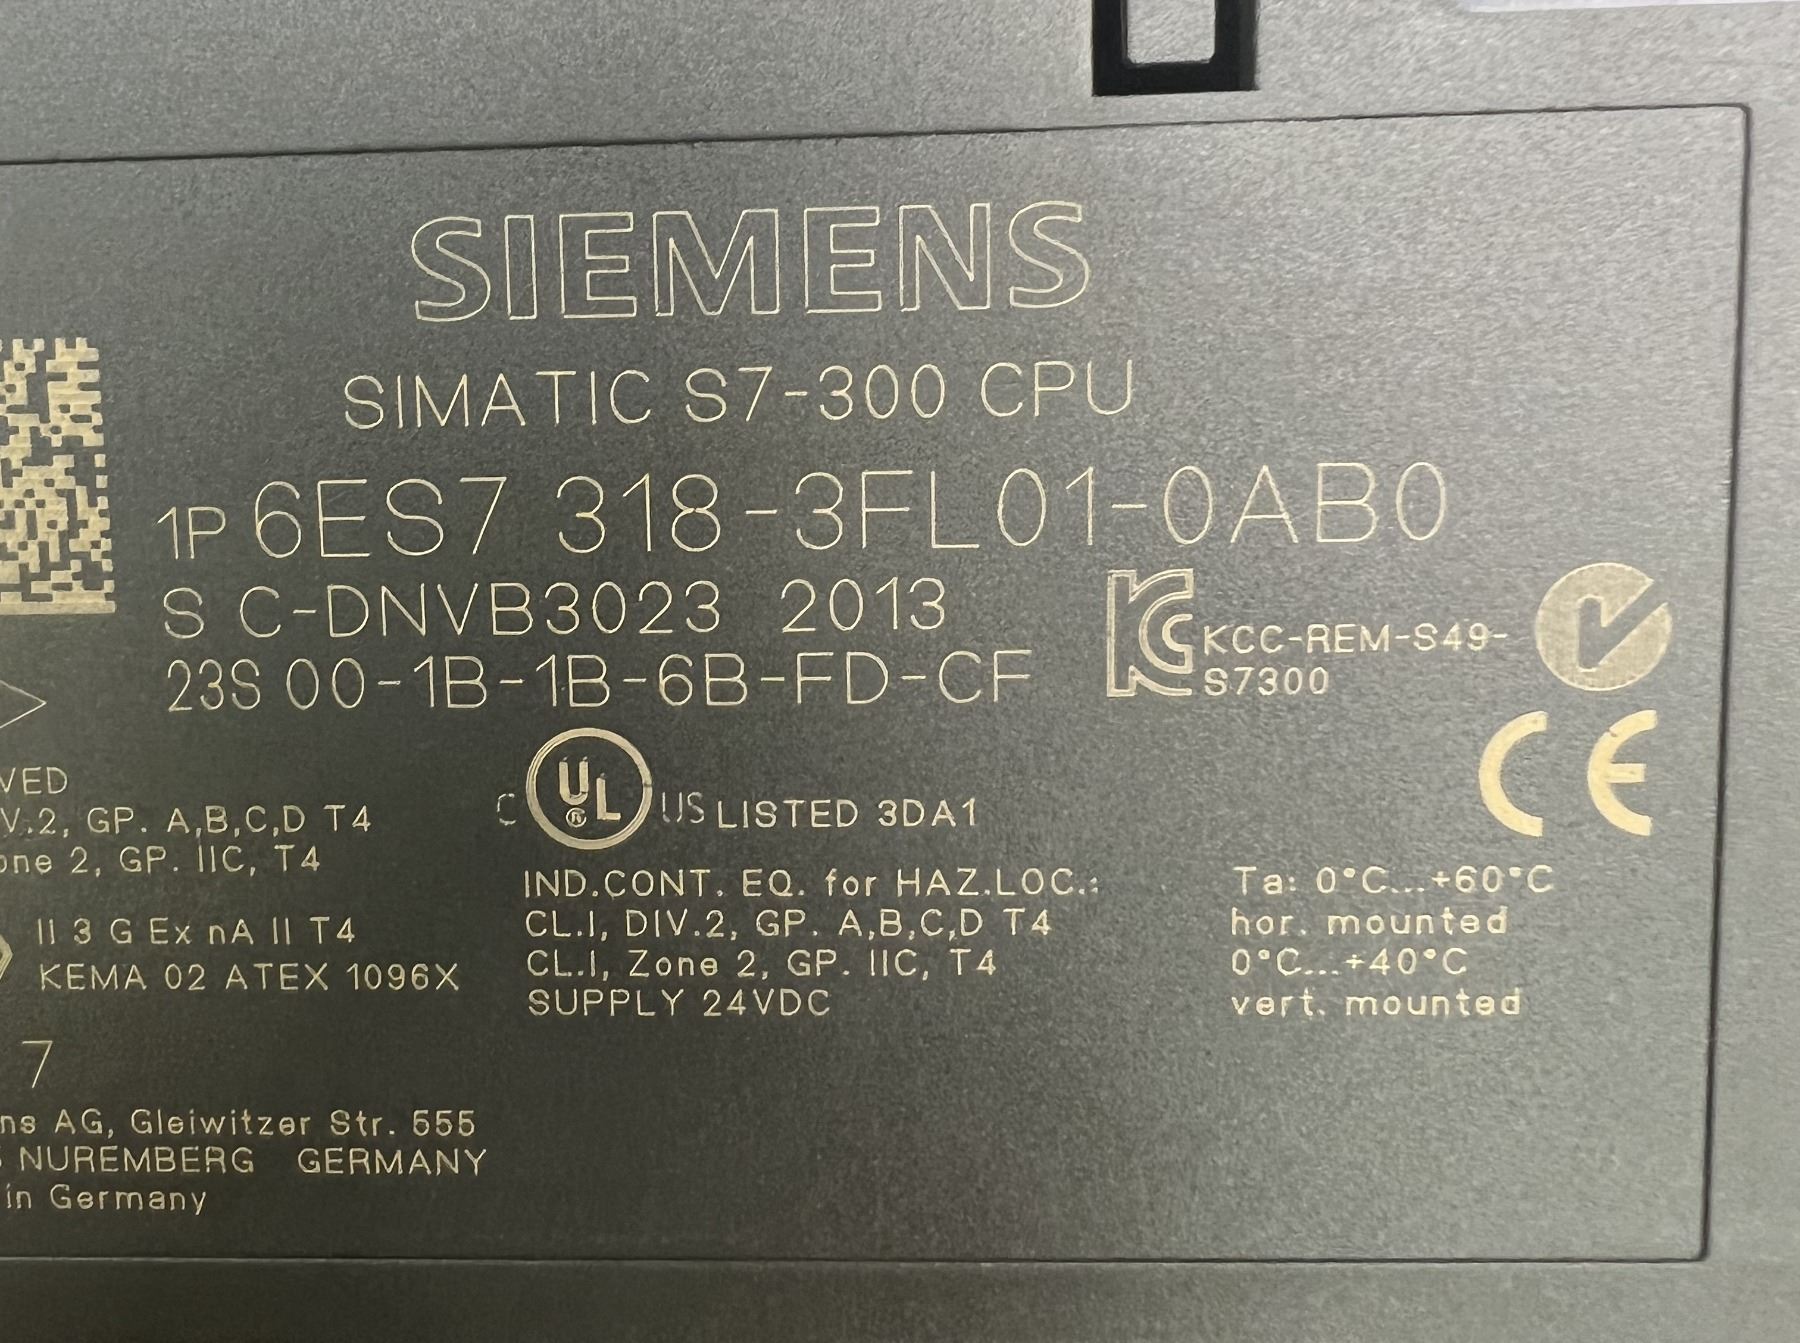 SIEMENS
SIMATIC S7-300 CPU
1P 6ES7 318-3FL01-0AB0
S C-DNVB3023 2013
23S 00-1B-1B-6B-FD-CF
KCC-REM-S49-
S7300
CE
VED
V.2, GP. A,B,C,D T4
one 2, GP. IIC, T4
II 3 G Ex nA II T4
KEMA 02 ATEX 1096X
C UL ® US LISTED 3DA1
IND.CONT. EQ. for HAZ.LOC.:
CL.I, DIV.2, GP. A,B,C,D T4
CL.I, Zone 2, GP. IIC, T4
SUPPLY 24VDC
Ta: 0°C...+60°C
hor. mounted
0°C...+40°C
vert. mounted
7
ns AG, Gleiwitzer Str. 555
NUREMBERG GERMANY
in Germany